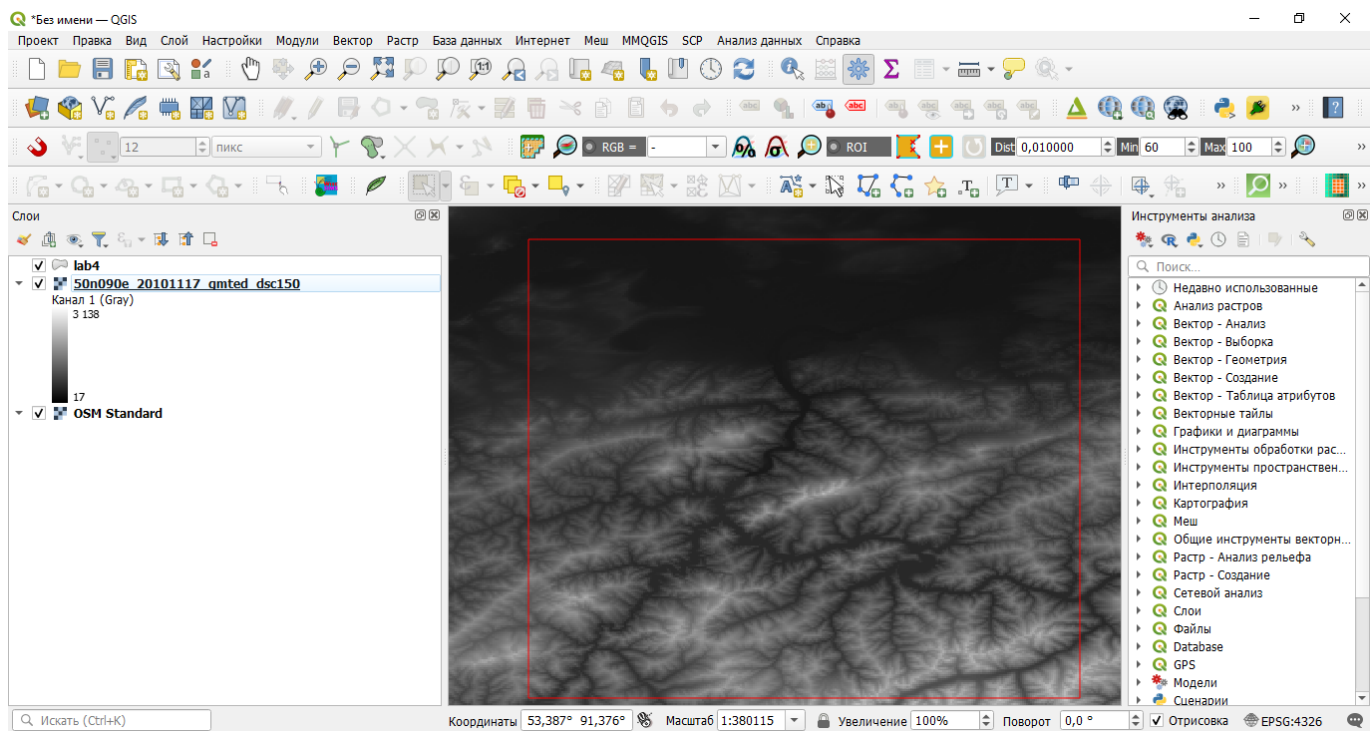 *Без имени — QGIS
Проект Правка Вид Слой Настройки Модули Вектор Растр База данных Интернет Меш MMQGIS SCP Анализ данных Справка
12 пикс RGB = - ROI Dist 0,010000 Min 60 Max 100
Слои
lab4
50n090e_20101117_gmted_dsc150
Канал 1 (Gray)
3 138
17
OSM Standard
Инструменты анализа
Поиск...
Недавно использованные
Анализ растров
Вектор - Анализ
Вектор - Выборка
Вектор - Геометрия
Вектор - Создание
Вектор - Таблица атрибутов
Векторные тайлы
Графики и диаграммы
Инструменты обработки рас...
Инструменты пространствен...
Интерполяция
Картография
Меш
Общие инструменты векторн...
Растр - Анализ рельефа
Растр - Создание
Сетевой анализ
Слои
Файлы
Database
GPS
Модели
Сценарии
Искать (Ctrl+K) Координаты 53,387° 91,376° Масштаб 1:380115 Увеличение 100% Поворот 0,0 ° Отрисовка EPSG:4326